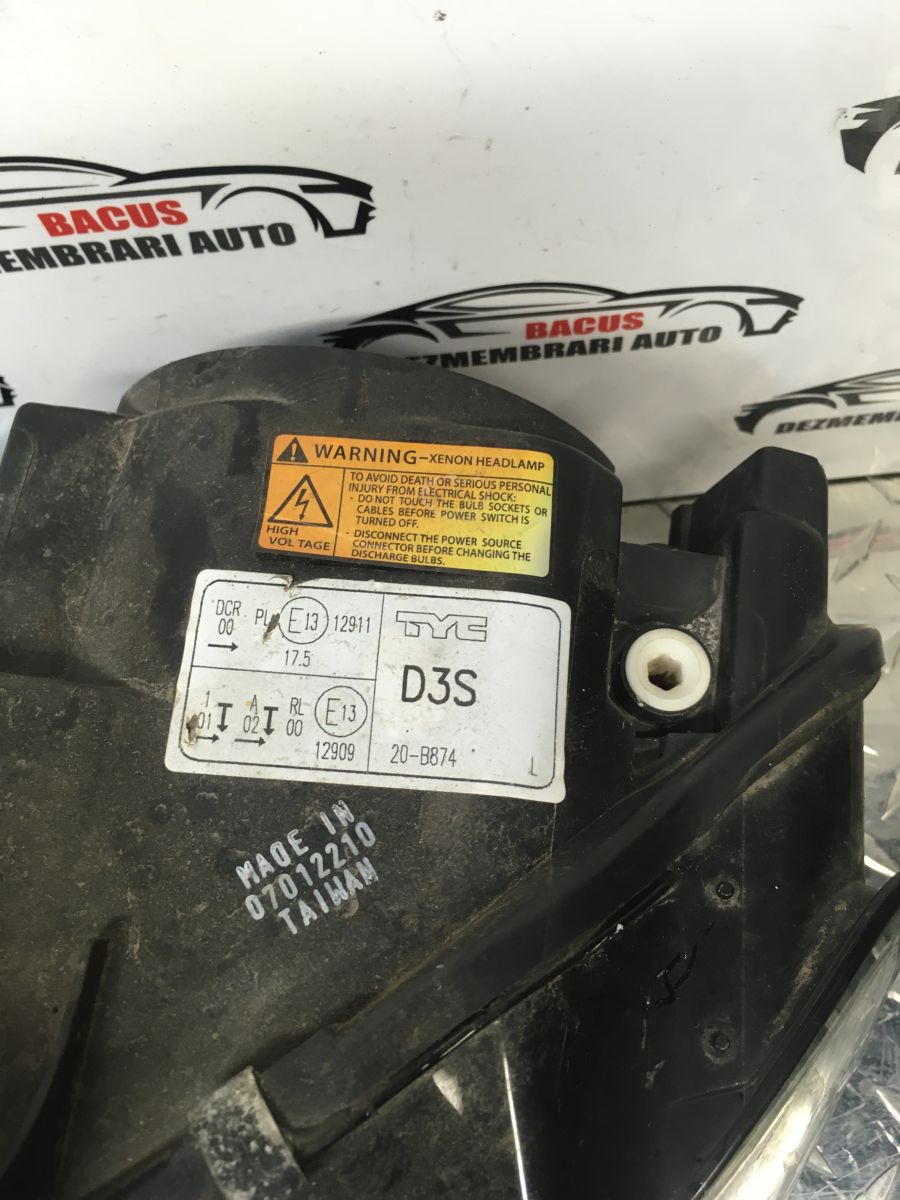 BACUS
EMBRARI AUTO
BACUS
DEZMEMBRARI AUTO
DEZMEMBRARI
WARNING-XENON HEADLAMP
HIGH
VOLTAGE
TO AVOID DEATH OR SERIOUS PERSONAL
INJURY FROM ELECTRICAL SHOCK:
· DO NOT TOUCH THE BULB SOCKETS OR
CABLES BEFORE POWER SWITCH IS
TURNED OFF.
· DISCONNECT THE POWER SOURCE
CONNECTOR BEFORE CHANGING THE
DISCHARGE BULBS.
DCR PL E13 12911
00
→
17.5
1 A RL E13
01 02 00
12909
TYC
D3S
20-B874 L
MADE IN
07012210
TAIWAN